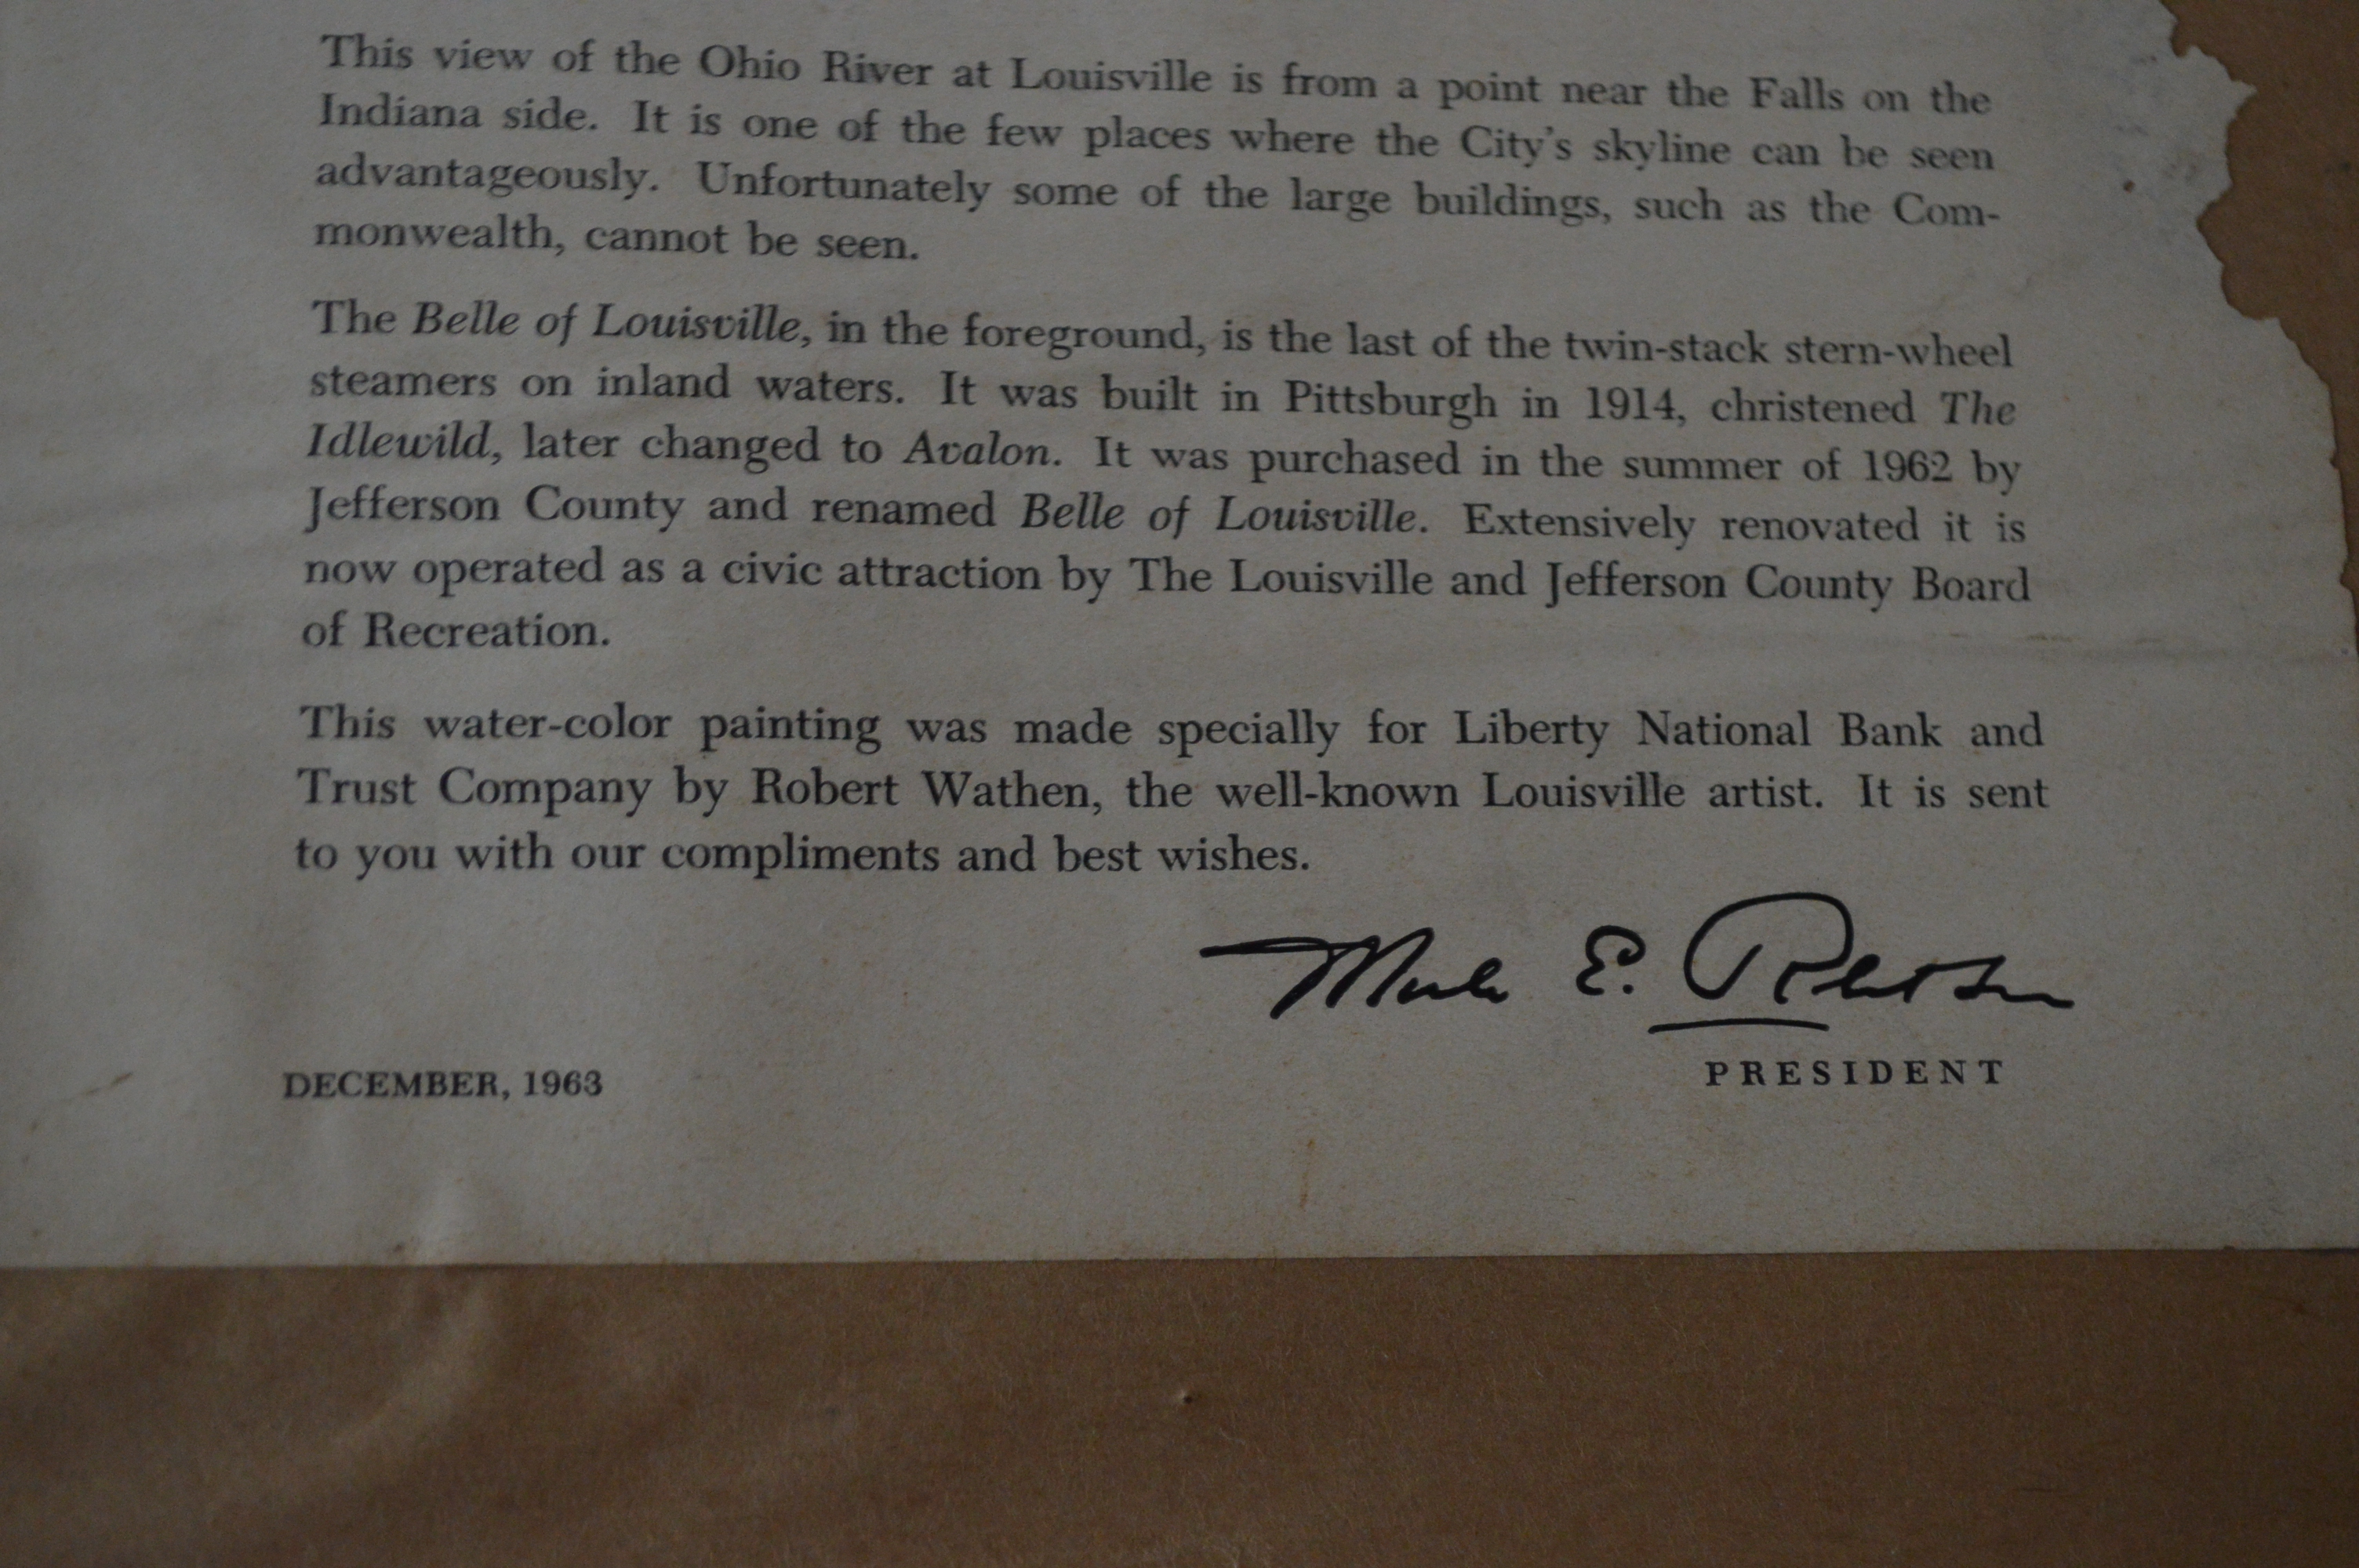 This view of the Ohio River at Louisville is from a point near the Falls on the
Indiana side. It is one of the few places where the City's skyline can be seen
advantageously. Unfortunately some of the large buildings, such as the Com-
monwealth, cannot be seen.
The Belle of Louisville, in the foreground, is the last of the twin-stack stern-wheel
steamers on inland waters. It was built in Pittsburgh in 1914, christened The
Idlewild, later changed to Avalon. It was purchased in the summer of 1962 by
Jefferson County and renamed Belle of Louisville. Extensively renovated it is
now operated as a civic attraction by The Louisville and Jefferson County Board
of Recreation.
This water-color painting was made specially for Liberty National Bank and
Trust Company by Robert Wathen, the well-known Louisville artist. It is sent
to you with our compliments and best wishes.
E.
PRESIDENT
DECEMBER, 1963